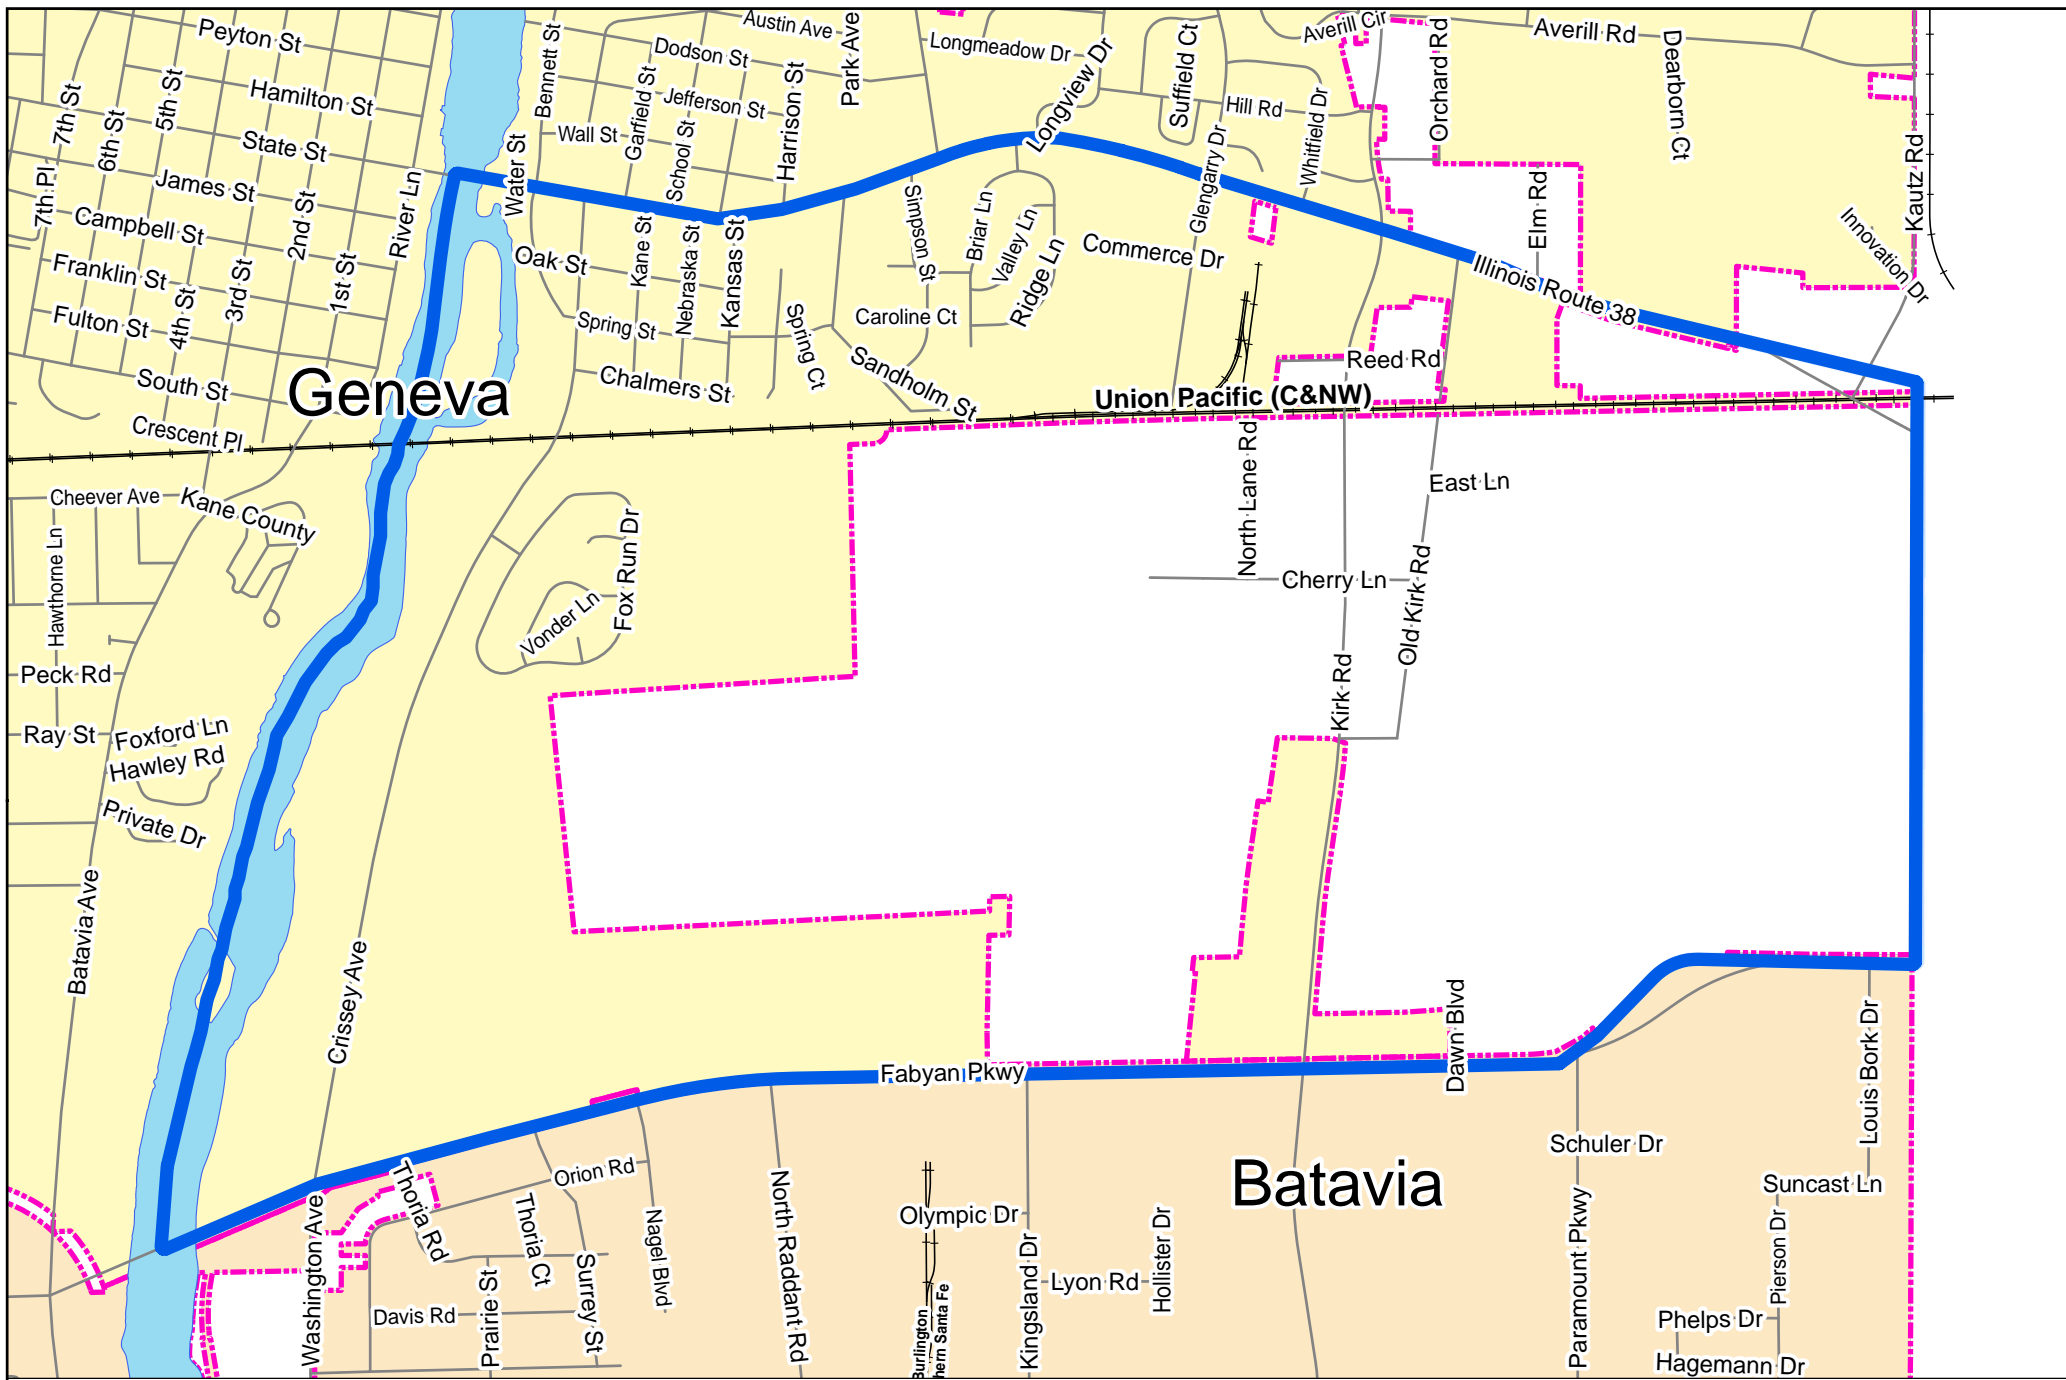 Peyton St
Austin Ave
Park Ave
Longmeadow Dr
Averill Cir
Averill Rd
Orchard Rd
Dearborn Ct
Bennett St
Dodson St
Longview Dr
Suffield Ct
7th St
6th St
5th St
Hamilton St
Garfield St
Jefferson St
Harrison St
Hill Rd
Whitfield Dr
Kautz Rd
State St
Wall St
School St
Glengarry Dr
7th Pl
James St
2nd St
River Ln
Water St
Simpson St
Briar Ln
Valley Ln
Ridge Ln
Elm Rd
Innovation Dr
Campbell St
Oak St
Kane St
Nebraska St
Kansas St
Commerce Dr
Illinois Route 38
Franklin St
3rd St
1st St
Fulton St
4th St
Spring St
Spring Ct
Caroline Ct
Sandholm St
Reed Rd
South St
Geneva
Chalmers St
Union Pacific (C&NW)
Crescent Pl
North Lane Rd
East Ln
Cheever Ave
Kane County
Hawthorne Ln
Fox Run Dr
Vonder Ln
Cherry Ln
Old Kirk Rd
Kirk Rd
Peck Rd
Ray St
Foxford Ln
Hawley Rd
Private Dr
Batavia Ave
Crissey Ave
Dawn Blvd
Louis Bork Dr
Fabyan Pkwy
Schuler Dr
Batavia
Suncast Ln
Thoria Rd
Orion Rd
Thoria Ct
Nagel Blvd
North Raddant Rd
Olympic Dr
Kingsland Dr
Hollister Dr
Lyon Rd
Paramount Pkwy
Pierson Dr
Washington Ave
Davis Rd
Prairie St
Surrey St
Burlington
hern Santa Fe
Phelps Dr
Hagemann Dr